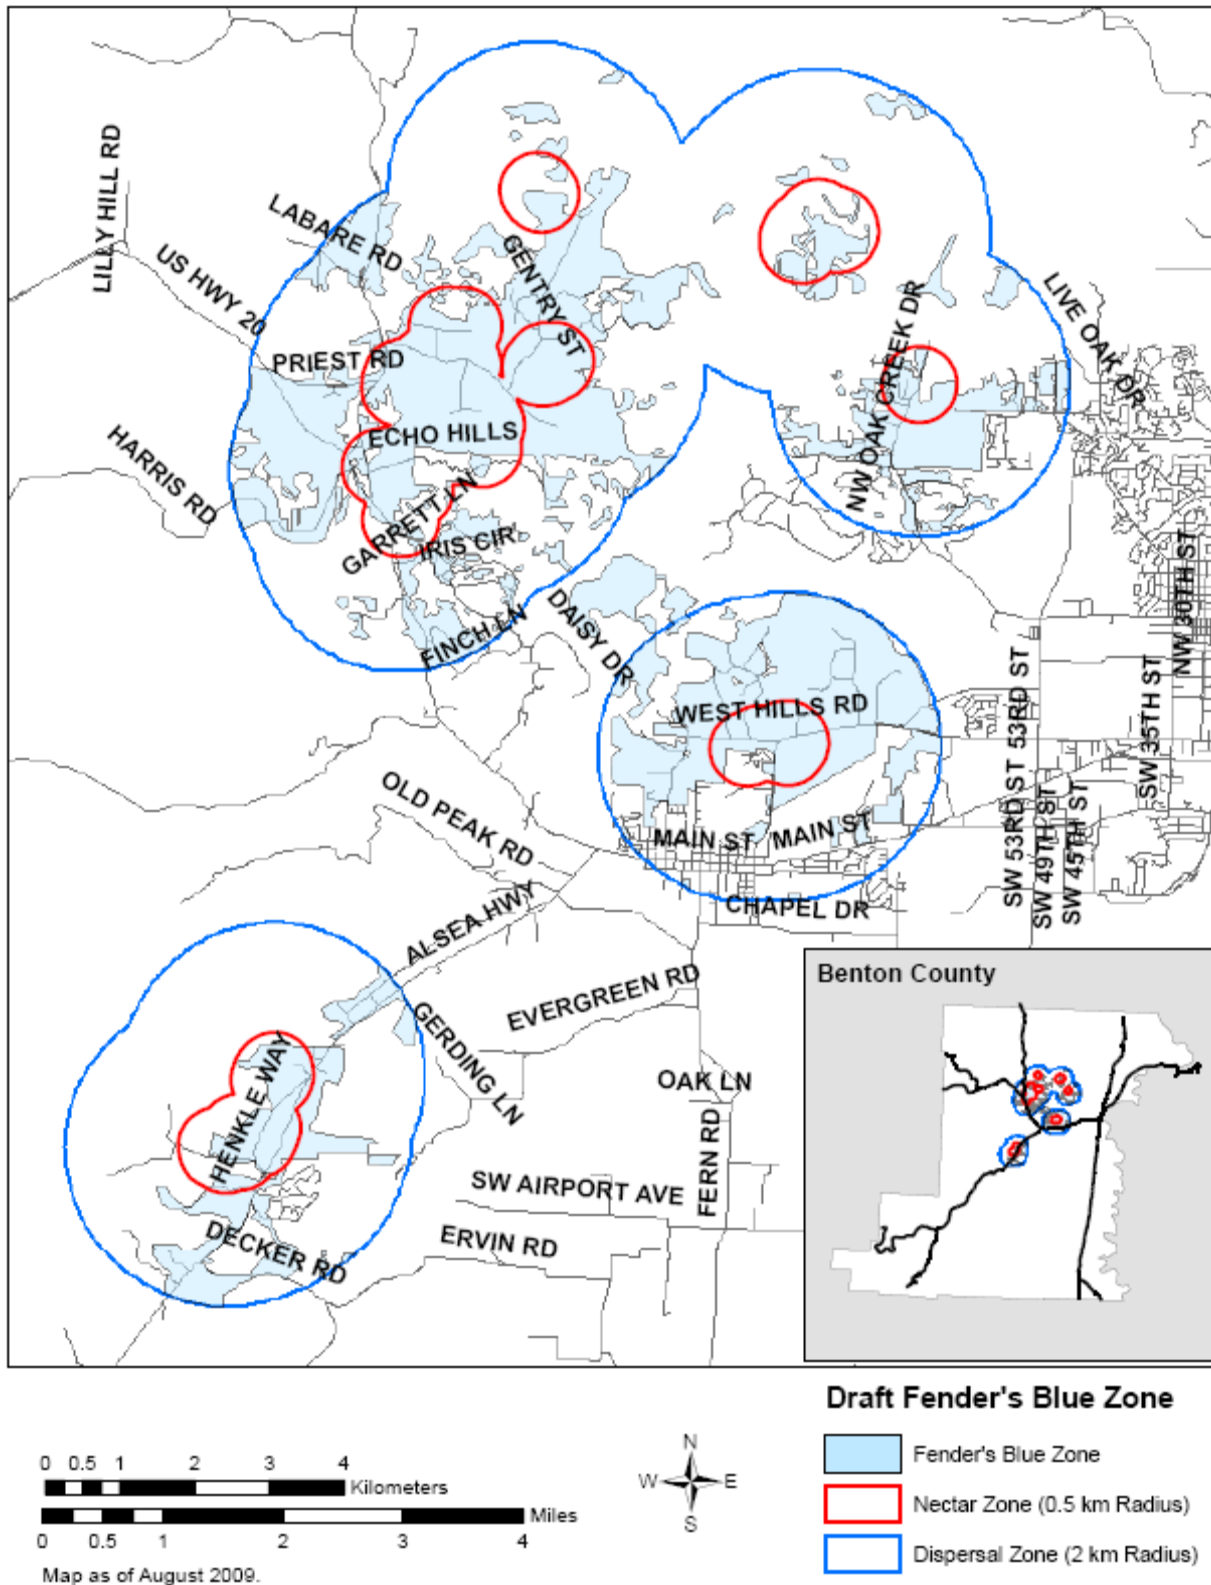 LILLY HILL RD
LABARE RD
US HWY 20
GENTRY ST
PRIEST RD
LIVE OAK DR
NW OAK CREEK DR
HARRIS RD
ECHO HILLS
GARRETT LN
IRIS CIR
FINCH LN
DAISY DR
NW 30TH ST
WEST HILLS RD
53RD ST
SW 35TH ST
OLD PEAK RD
MAIN ST
MAIN ST
SW 53RD ST
SW 49TH ST
SW 45TH ST
CHAPEL DR
ALSEA HWY
EVERGREEN RD
GERDING LN
HENKLE WAY
OAK LN
FERN RD
SW AIRPORT AVE
DECKER RD
ERVIN RD
Benton County
Draft Fender's Blue Zone
Fender's Blue Zone
Nectar Zone (0.5 km Radius)
Dispersal Zone (2 km Radius)
0 0.5 1 2 3 4
Kilometers
Miles
0 0.5 1 2 3 4
N
W E
S
Map as of August 2009.